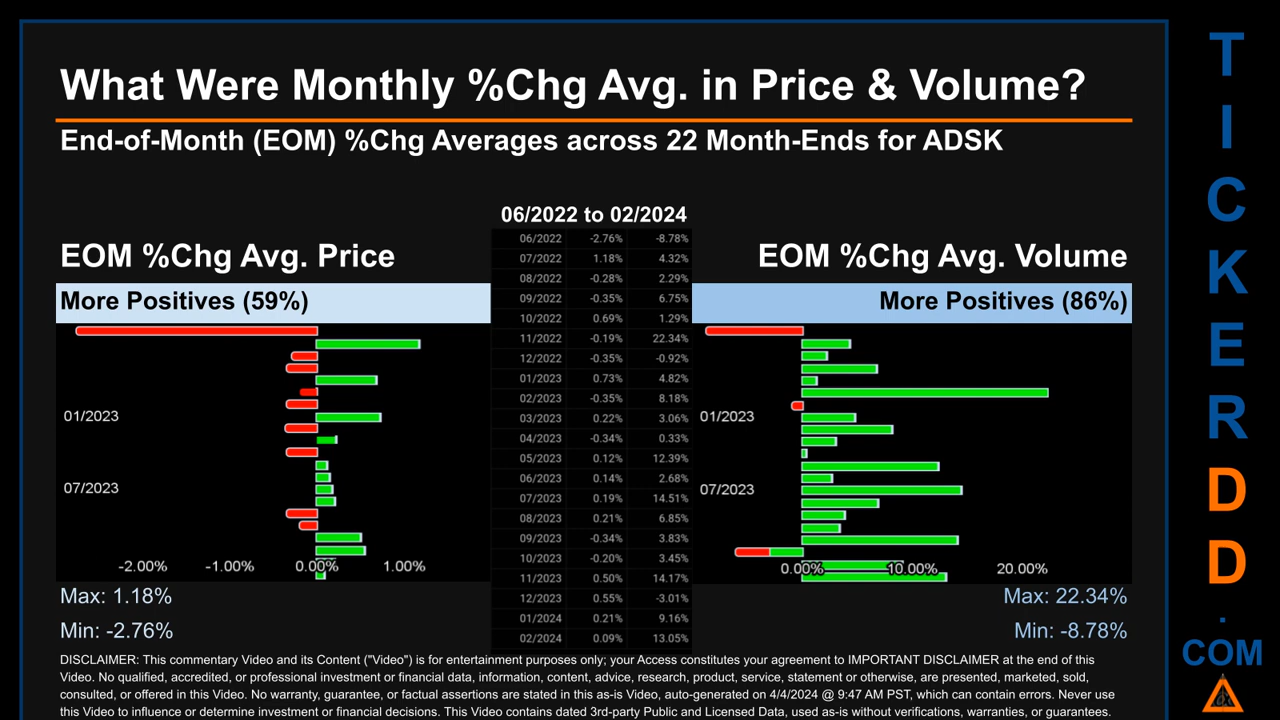 What Were Monthly %Chg Avg. in Price & Volume?
End-of-Month (EOM) %Chg Averages across 22 Month-Ends for ADSK
06/2022 to 02/2024
EOM %Chg Avg. Price
EOM %Chg Avg. Volume
More Positives (59%)
More Positives (86%)
06/2022 -2.76% -8.78%
07/2022 1.18% 4.32%
08/2022 -0.28% 2.29%
09/2022 -0.35% 6.75%
10/2022 0.69% 1.29%
11/2022 -0.19% 22.34%
12/2022 -0.35% -0.92%
01/2023 0.73% 4.82%
02/2023 -0.35% 8.18%
03/2023 0.22% 3.06%
04/2023 -0.34% 0.33%
05/2023 0.12% 12.39%
06/2023 0.14% 2.68%
07/2023 0.19% 14.51%
08/2023 0.21% 6.85%
09/2023 -0.34% 3.83%
10/2023 -0.20% 3.45%
11/2023 0.50% 14.17%
12/2023 0.55% -3.01%
01/2024 0.21% 9.16%
02/2024 0.09% 13.05%
01/2023
07/2023
-2.00% -1.00% 0.00% 1.00%
01/2023
07/2023
0.00% 10.00% 20.00%
Max: 1.18%
Min: -2.76%
Max: 22.34%
Min: -8.78%
DISCLAIMER: This commentary Video and its Content ("Video") is for entertainment purposes only; your Access constitutes your agreement to IMPORTANT DISCLAIMER at the end of this
Video. No qualified, accredited, or professional investment or financial data, information, content, advice, research, product, service, statement or otherwise, are presented, marketed, sold,
consulted, or offered in this Video. No warranty, guarantee, or factual assertions are stated in this as-is Video, auto-generated on 4/4/2024 @ 9:47 AM PST, which can contain errors. Never use
this Video to influence or determine investment or financial decisions. This Video contains dated 3rd-party Public and Licensed Data, used as-is without verifications, warranties, or guarantees.
T
I
C
K
E
R
D
D
.
COM